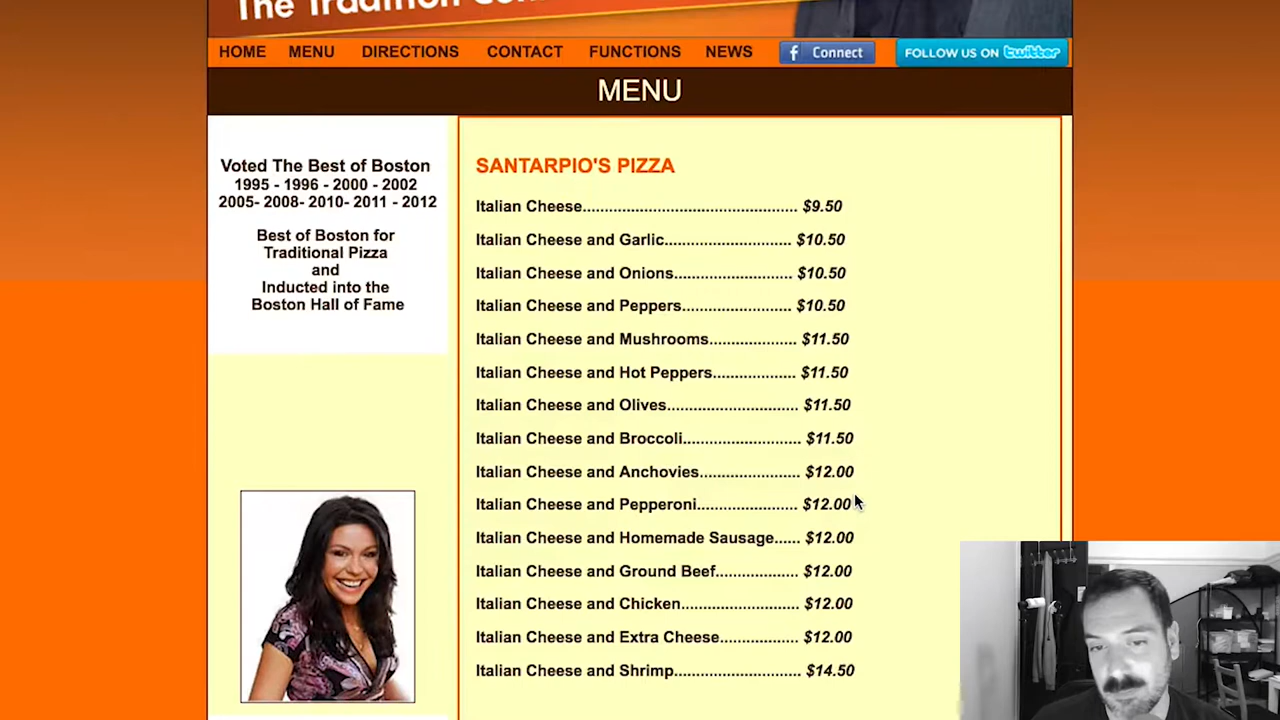 The Tradition
HOME MENU DIRECTIONS CONTACT FUNCTIONS NEWS f Connect FOLLOW US ON twitter
MENU
Voted The Best of Boston
1995 - 1996 - 2000 - 2002
2005- 2008- 2010- 2011 - 2012
Best of Boston for
Traditional Pizza
and
Inducted into the
Boston Hall of Fame
SANTARPIO'S PIZZA
Italian Cheese................................................ $9.50
Italian Cheese and Garlic............................. $10.50
Italian Cheese and Onions........................... $10.50
Italian Cheese and Peppers......................... $10.50
Italian Cheese and Mushrooms.................... $11.50
Italian Cheese and Hot Peppers................... $11.50
Italian Cheese and Olives.............................. $11.50
Italian Cheese and Broccoli.......................... $11.50
Italian Cheese and Anchovies....................... $12.00
Italian Cheese and Pepperoni....................... $12.00
Italian Cheese and Homemade Sausage...... $12.00
Italian Cheese and Ground Beef................... $12.00
Italian Cheese and Chicken........................... $12.00
Italian Cheese and Extra Cheese.................. $12.00
Italian Cheese and Shrimp............................. $14.50